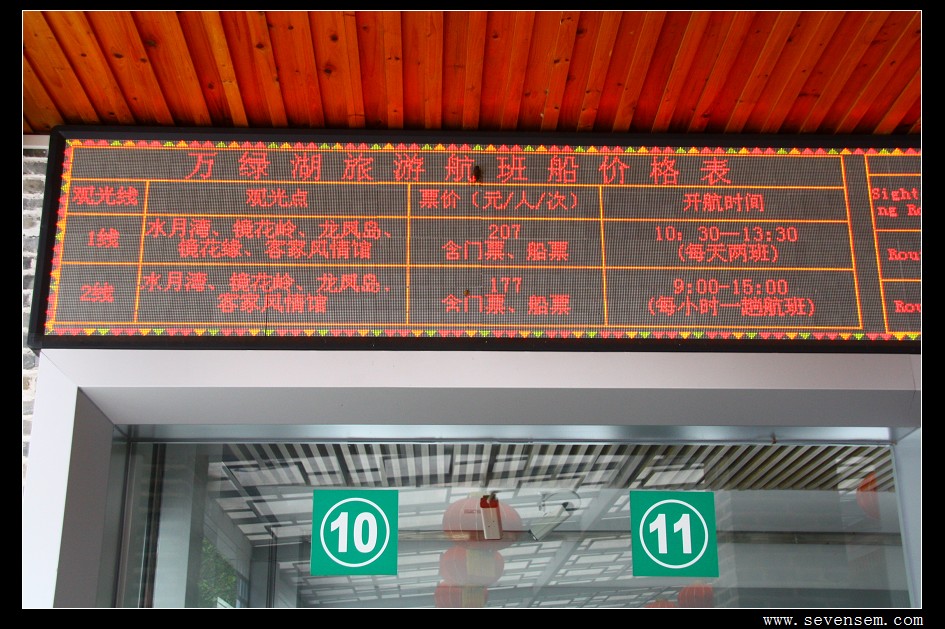 万绿湖旅游航班船价格表
观光线 观光点 票价（元/人/次） 开航时间
1线 水月湾、镜花岭、龙凤岛、 207 10：30—13:30
镜花缘、客家风情馆 含门票、船票 (每天两班)
2线 水月湾、镜花岭、龙凤岛． 177 9:00-15:00
客家风情馆 含门票、船票 (每小时一趟航班)
Sight
ng Ro
Rou
Rou
10 11
www.sevensem.com